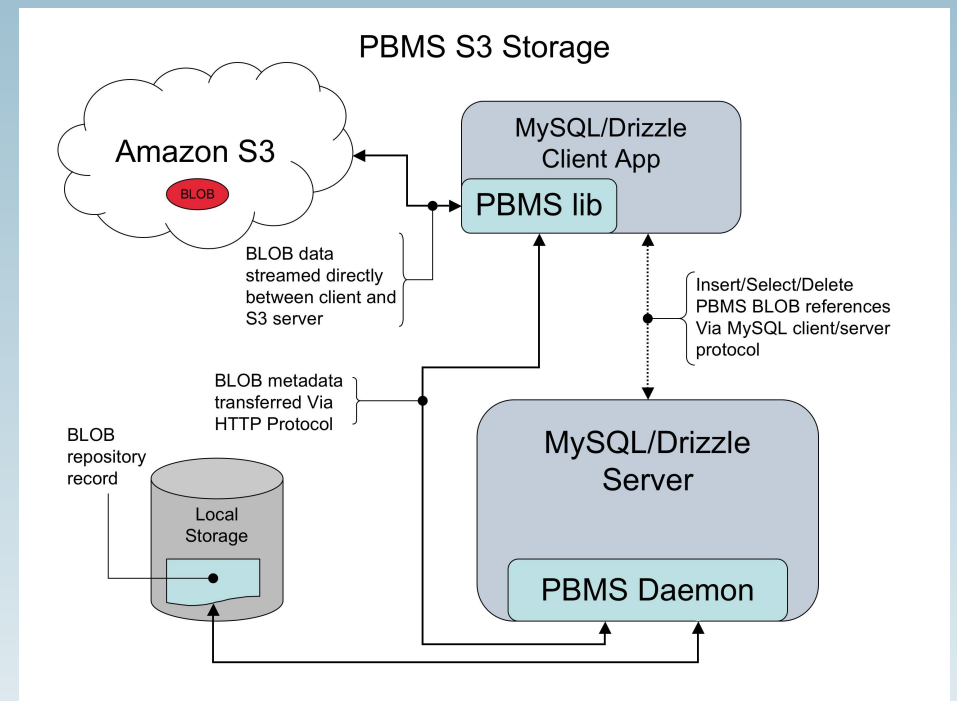 PBMS S3 Storage
Amazon S3
BLOB
MySQL/Drizzle
Client App
PBMS lib
BLOB data
streamed directly
between client and
S3 server
Insert/Select/Delete
PBMS BLOB references
Via MySQL client/server
protocol
BLOB metadata
transferred Via
HTTP Protocol
BLOB
repository
record
Local
Storage
MySQL/Drizzle
Server
PBMS Daemon